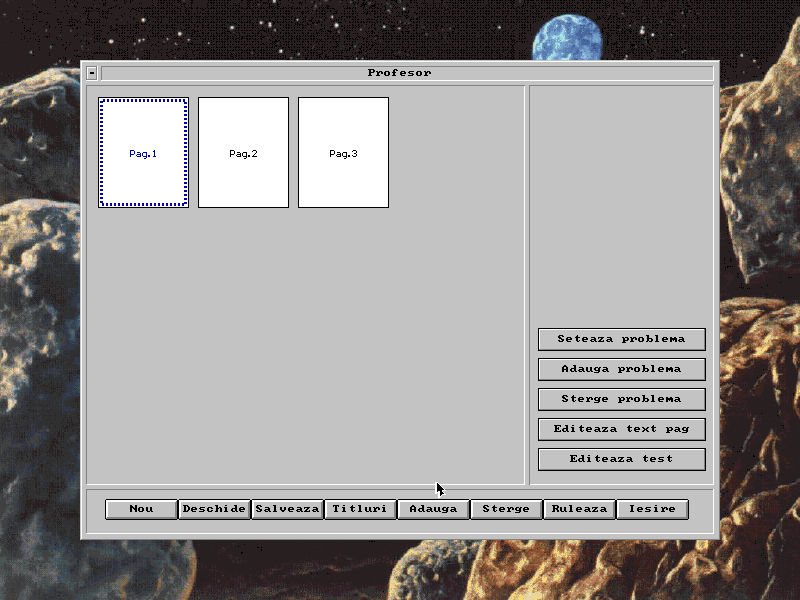 Profesor
Pag.1 Pag.2 Pag.3
Seteaza problema
Adauga problema
Sterge problema
Editeaza text pag
Editeaza test
Nou Deschide Salveaza Titluri Adauga Sterge Ruleaza Iesire